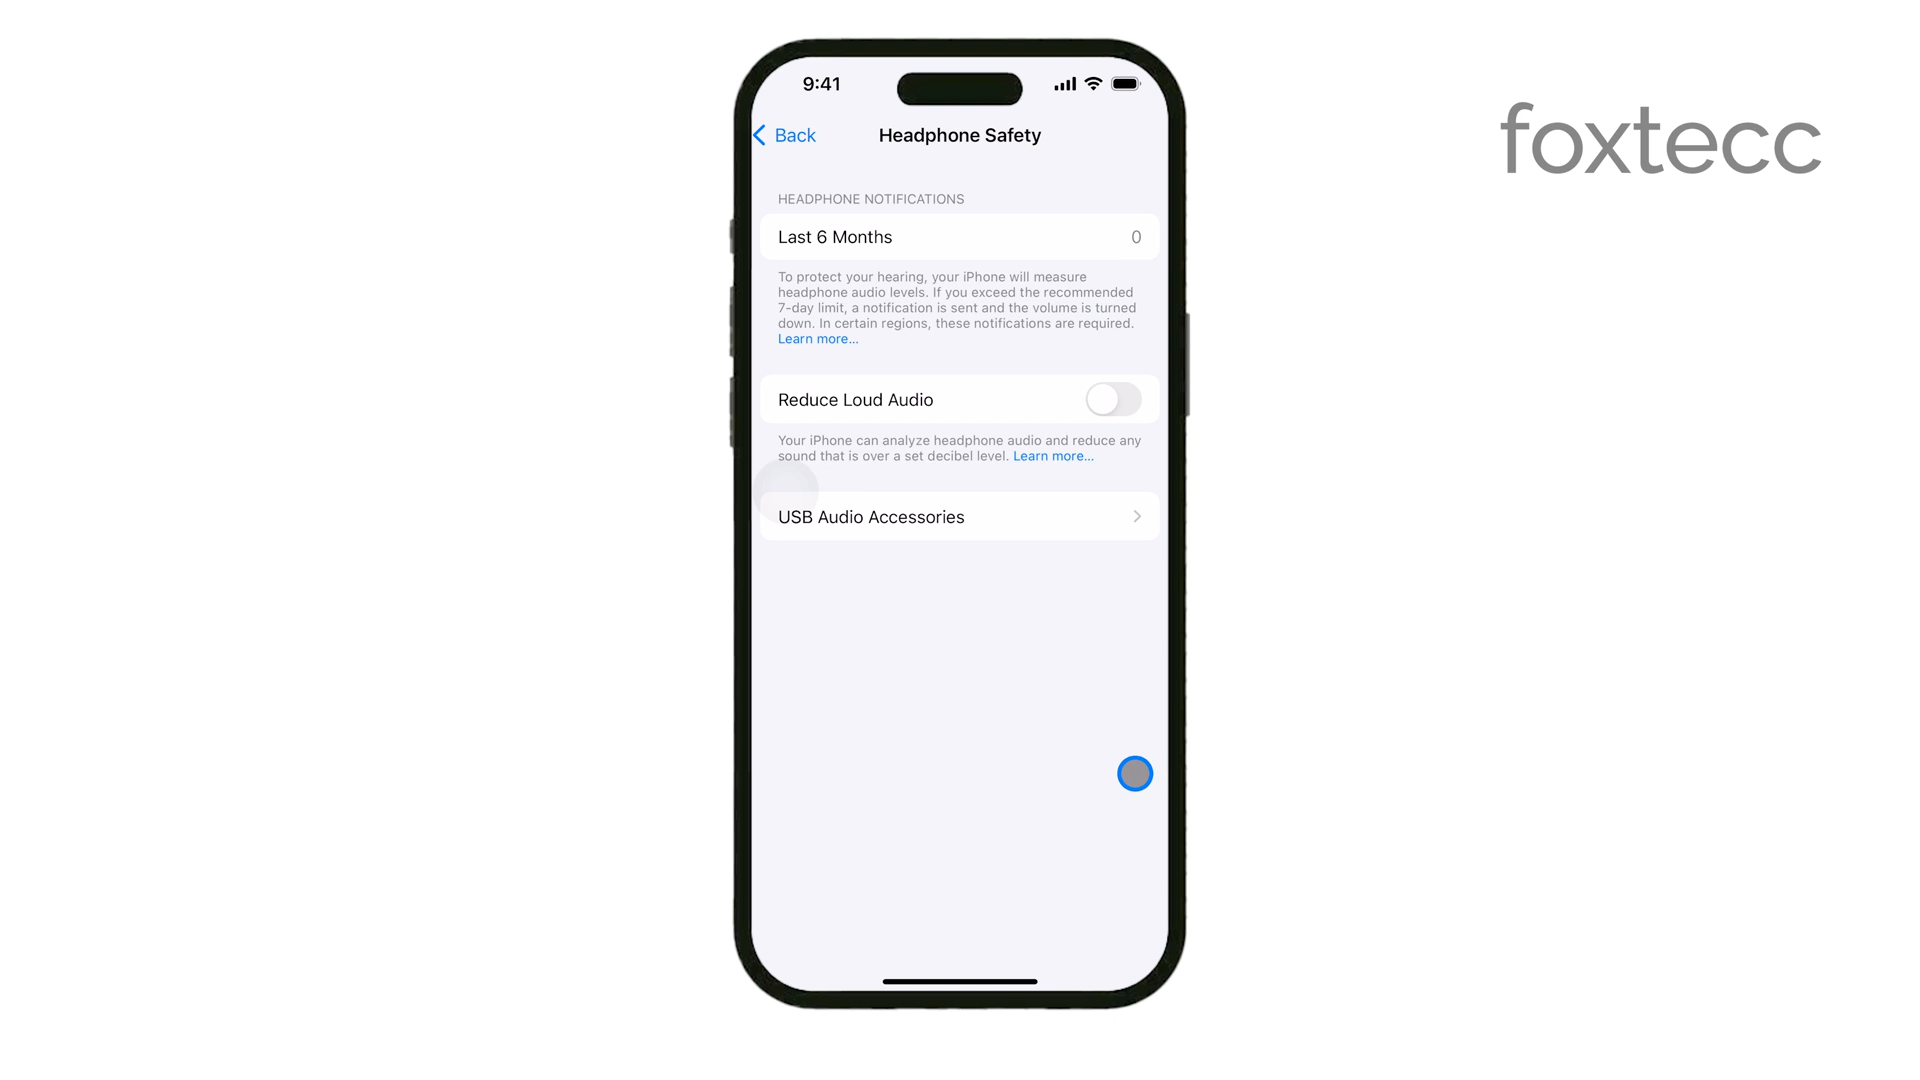 9:41
foxtecc
Back
Headphone Safety
HEADPHONE NOTIFICATIONS
Last 6 Months 0
To protect your hearing, your iPhone will measure
headphone audio levels. If you exceed the recommended
7-day limit, a notification is sent and the volume is turned
down. In certain regions, these notifications are required.
Learn more...
Reduce Loud Audio
Your iPhone can analyze headphone audio and reduce any
sound that is over a set decibel level. Learn more...
USB Audio Accessories